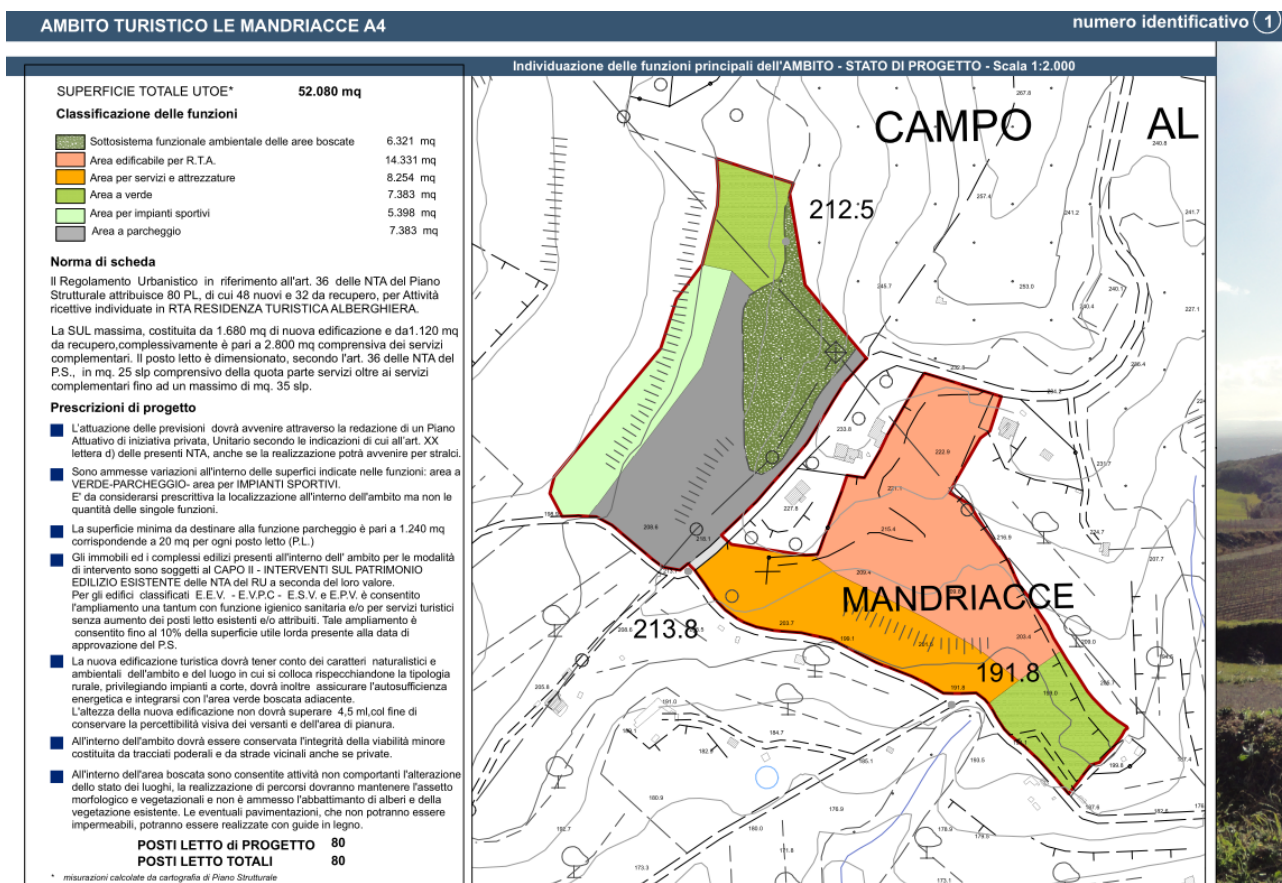 AMBITO TURISTICO LE MANDRIACCE A4
numero identificativo 1
Individuazione delle funzioni principali dell'AMBITO - STATO DI PROGETTO - Scala 1:2.000
SUPERFICIE TOTALE UTOE* 52.080 mq
Classificazione delle funzioni
Sottosistema funzionale ambientale delle aree boscate 6.321 mq
Area edificabile per R.T.A. 14.331 mq
Area per servizi e attrezzature 8.254 mq
Area a verde 7.383 mq
Area per impianti sportivi 5.398 mq
Area a parcheggio 7.383 mq
Norma di scheda
Il Regolamento Urbanistico in riferimento all'art. 36 delle NTA del Piano
Strutturale attribuisce 80 PL, di cui 48 nuovi e 32 da recupero, per Attività
ricettive individuate in RTA RESIDENZA TURISTICA ALBERGHIERA.
La SUL massima, costituita da 1.680 mq di nuova edificazione e da1.120 mq
da recupero,complessivamente è pari a 2.800 mq comprensiva dei servizi
complementari. Il posto letto è dimensionato, secondo l'art. 36 delle NTA del
P.S., in mq. 25 slp comprensivo della quota parte servizi oltre ai servizi
complementari fino ad un massimo di mq. 35 slp.
Prescrizioni di progetto
L'attuazione delle previsioni dovrà avvenire attraverso la redazione di un Piano
Attuativo di iniziativa privata, Unitario secondo le indicazioni di cui all'art. XX
lettera d) delle presenti NTA, anche se la realizzazione potrà avvenire per stralci.
Sono ammesse variazioni all'interno delle superfici indicate nelle funzioni: area a
VERDE-PARCHEGGIO- area per IMPIANTI SPORTIVI.
E' da considerarsi prescrittiva la localizzazione all'interno dell'ambito ma non le
quantità delle singole funzioni.
La superficie minima da destinare alla funzione parcheggio è pari a 1.240 mq
corrispondente a 20 mq per ogni posto letto (P.L.)
Gli immobili ed i complessi edilizi presenti all'interno dell' ambito per le modalità
di intervento sono soggetti al CAPO II - INTERVENTI SUL PATRIMONIO
EDILIZIO ESISTENTE delle NTA del RU a seconda del loro valore.
Per gli edifici classificati E.E.V. - E.V.P.C - E.S.V. e E.P.V. è consentito
l'ampliamento una tantum con funzione igienico sanitaria e/o per servizi turistici
senza aumento dei posti letto esistenti e/o attribuiti. Tale ampliamento è
consentito fino al 10% della superficie utile lorda presente alla data di
approvazione del P.S.
La nuova edificazione turistica dovrà tener conto dei caratteri naturalistici e
ambientali dell'ambito e del luogo in cui si colloca rispecchiandone la tipologia
rurale, privilegiando impianti a corte, dovrà inoltre assicurare l'autosufficienza
energetica e integrarsi con l'area verde boscata adiacente.
L'altezza della nuova edificazione non dovrà superare 4,5 ml,col fine di
conservare la percettibilità visiva dei versanti e dell'area di pianura.
All'interno dell'ambito dovrà essere conservata l'integrità della viabilità minore
costituita da tracciati poderali e da strade vicinali anche se private.
All'interno dell'area boscata sono consentite attività non comportanti l'alterazione
dello stato dei luoghi, la realizzazione di percorsi dovranno mantenere l'assetto
morfologico e vegetazionali e non è ammesso l'abbattimanto di alberi e della
vegetazione esistente. Le eventuali pavimentazioni, che non potranno essere
impermeabili, potranno essere realizzate con guide in legno.
POSTI LETTO di PROGETTO 80
POSTI LETTO TOTALI 80
* misurazioni calcolate da cartografia di Piano Strutturale
CAMPO AL
212.5
MANDRIACCE
213.8
191.8